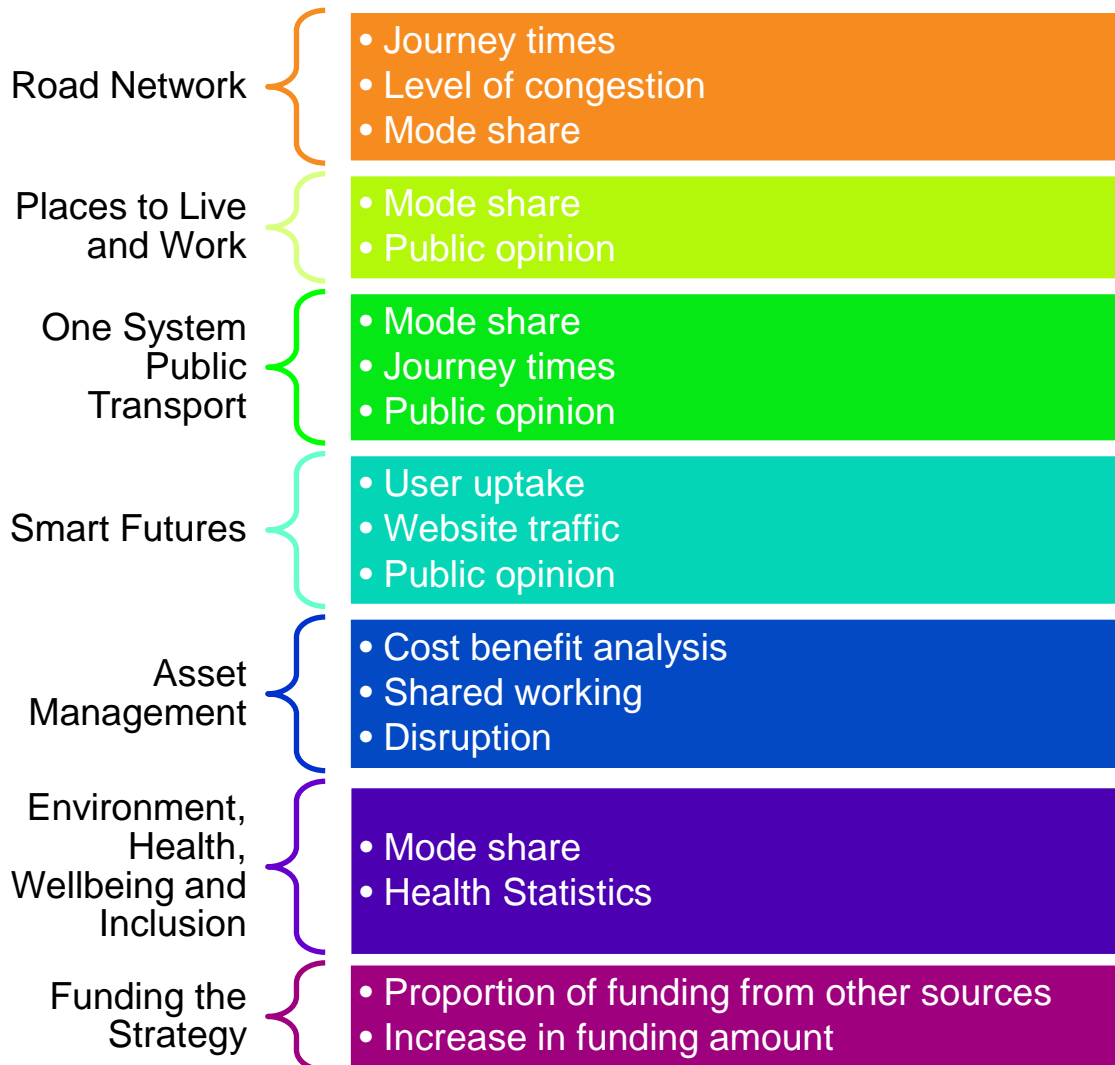 Road Network
• Journey times
• Level of congestion
• Mode share
Places to Live
and Work
• Mode share
• Public opinion
One System
Public
Transport
• Mode share
• Journey times
• Public opinion
Smart Futures
• User uptake
• Website traffic
• Public opinion
Asset
Management
• Cost benefit analysis
• Shared working
• Disruption
Environment,
Health,
Wellbeing and
Inclusion
• Mode share
• Health Statistics
Funding the
Strategy
• Proportion of funding from other sources
• Increase in funding amount